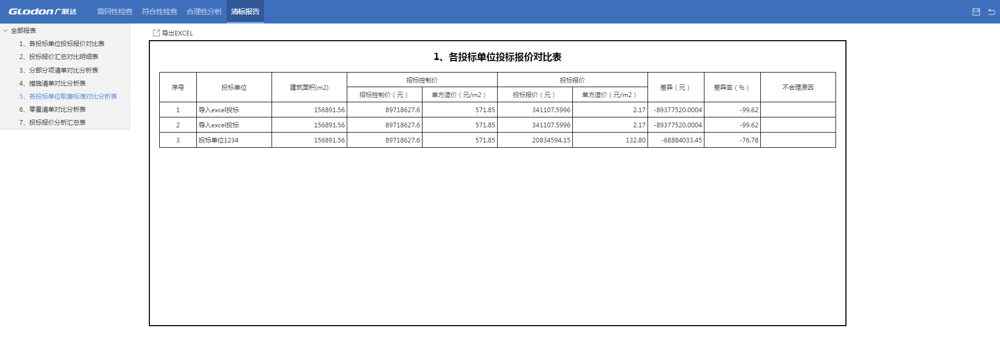 GLodon广联达 雷同性检查 符合性检查 合理性分析 清标报告
全部报表
1、各投标单位投标报价对比表
2、投标报价汇总对比明细表
3、分部分项清单对比分析表
4、措施清单对比分析表
5、各投标单位取费标准对比分析表
6、零星清单对比分析表
7、投标报价分析汇总表
导出EXCEL
1、各投标单位投标报价对比表
序号 投标单位 建筑面积(m2) 招标控制价 投标报价 差异（元） 差异率（%） 不合理原因
招标控制价（元） 单方造价（元/m2） 投标报价（元） 单方造价（元/m2）
1 导入excel投标 156891.56 89718627.6 571.85 341107.5996 2.17 -89377520.0004 -99.62
2 导入excel投标 156891.56 89718627.6 571.85 341107.5996 2.17 -89377520.0004 -99.62
3 投标单位1234 156891.56 89718627.6 571.85 20834594.15 132.80 -68884033.45 -76.78